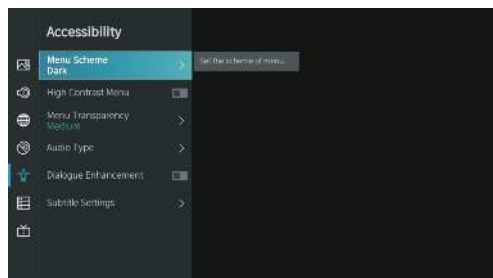 Accessibility
Menu Scheme
Dark
Set the scheme of menu.
High Contrast Menu
Menu Transparency
Medium
Audio Type
Dialogue Enhancement
Subtitle Settings